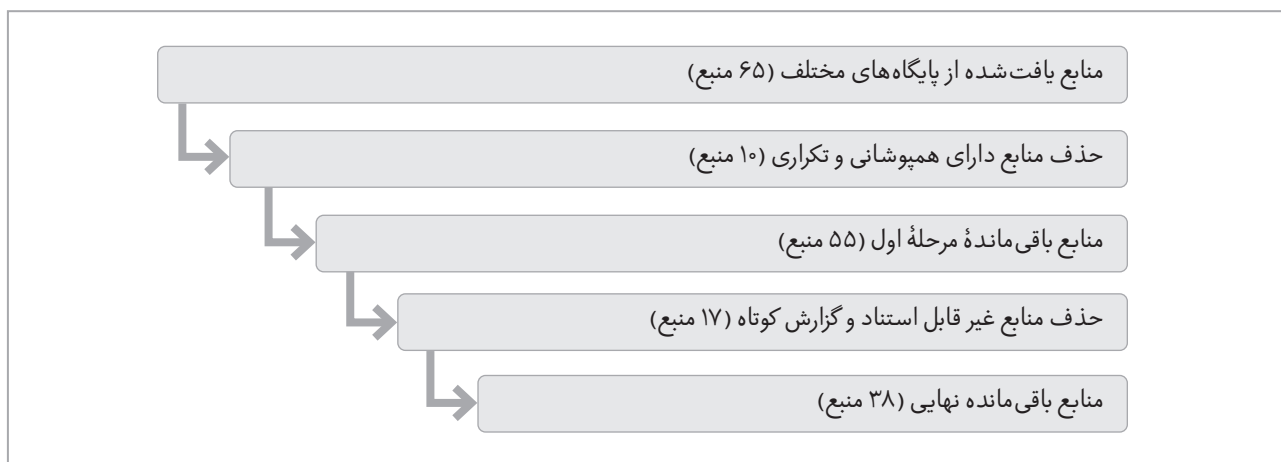 منابع یافت‌شده از پایگاه‌های مختلف (۶۵ منبع)
حذف منابع دارای همپوشانی و تکراری (۱۰ منبع)
منابع باقی‌ماندهٔ مرحلهٔ اول (۵۵ منبع)
حذف منابع غیر قابل استناد و گزارش کوتاه (۱۷ منبع)
منابع باقی‌مانده نهایی (۳۸ منبع)